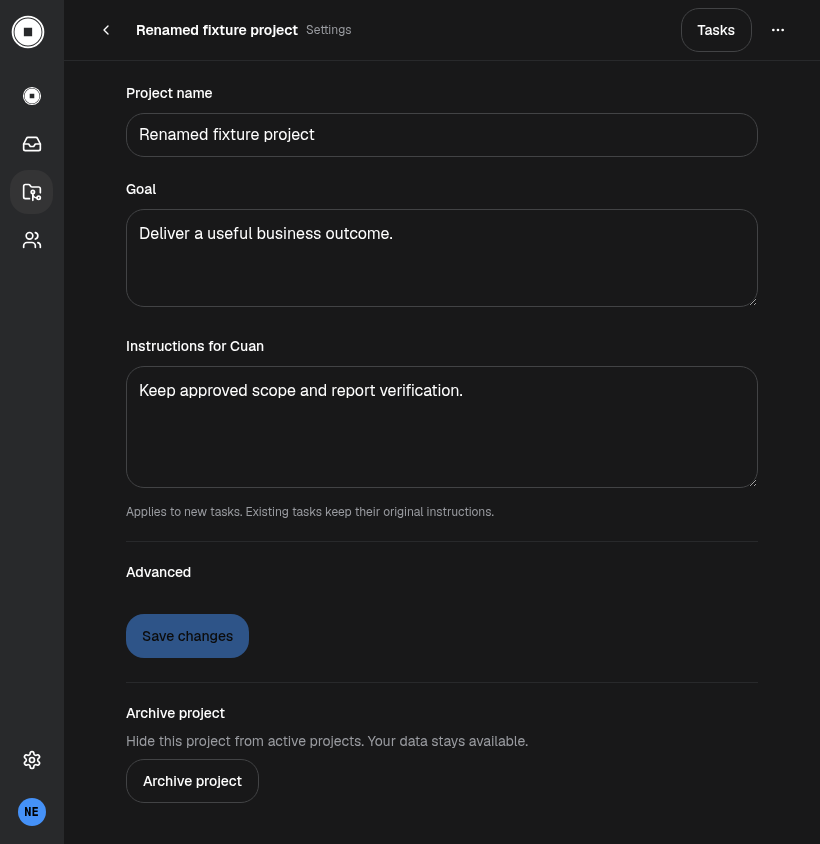 Renamed fixture project Settings
Tasks
Project name
Renamed fixture project
Goal
Deliver a useful business outcome.
Instructions for Cuan
Keep approved scope and report verification.
Applies to new tasks. Existing tasks keep their original instructions.
Advanced
Save changes
Archive project
Hide this project from active projects. Your data stays available.
Archive project
NE